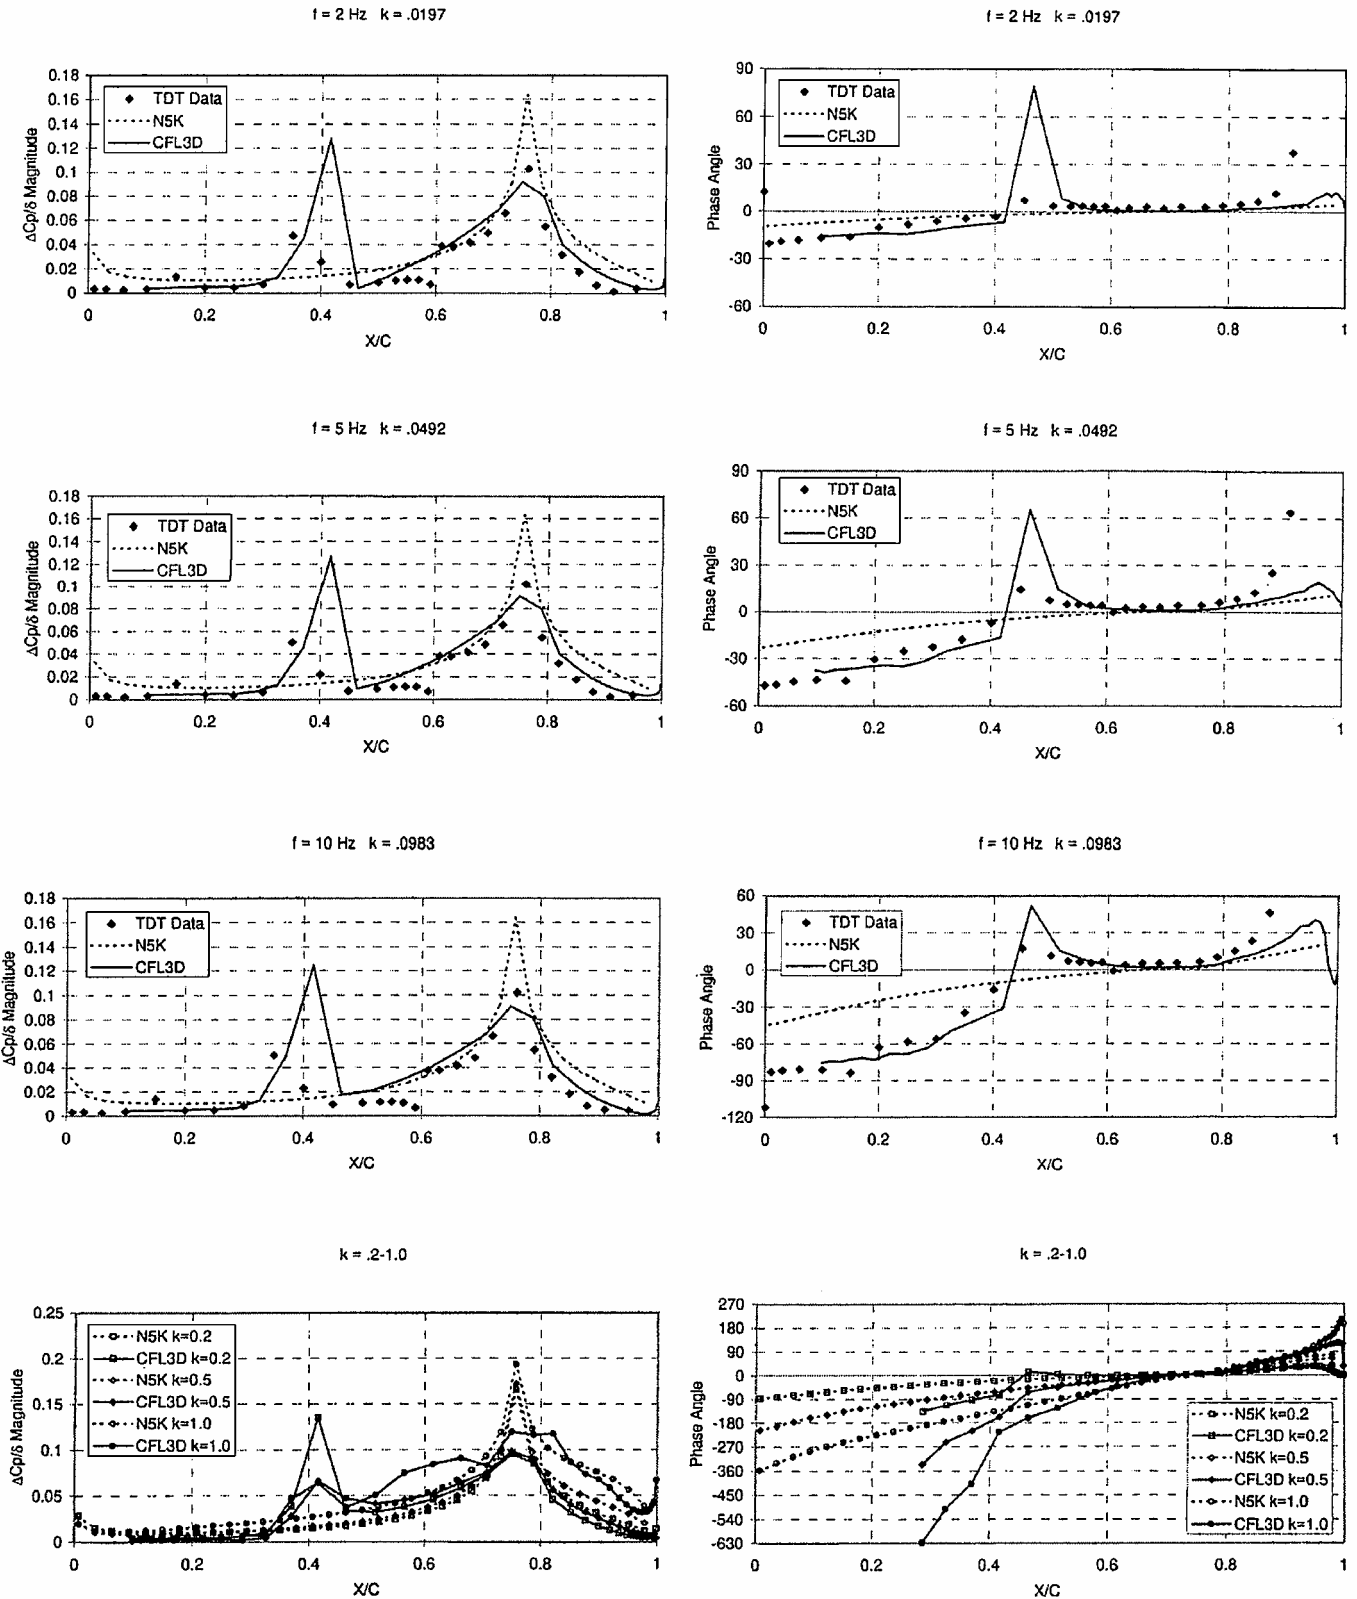 f = 2 Hz k = .0197
ΔCp/δ Magnitude
0.18
0.16
0.14
0.12
0.1
0.08
0.06
0.04
0.02
0
TDT Data
N5K
CFL3D
0 0.2 0.4 0.6 0.8 1
X/C
f = 2 Hz k = .0197
Phase Angle
90
60
30
0
-30
-60
TDT Data
N5K
CFL3D
0 0.2 0.4 0.6 0.8 1
X/C
f = 5 Hz k = .0492
ΔCp/δ Magnitude
0.18
0.16
0.14
0.12
0.1
0.08
0.06
0.04
0.02
0
TDT Data
N5K
CFL3D
0 0.2 0.4 0.6 0.8 1
X/C
f = 5 Hz k = .0492
Phase Angle
90
60
30
0
-30
-60
TDT Data
N5K
CFL3D
0 0.2 0.4 0.6 0.8 1
X/C
f = 10 Hz k = .0983
ΔCp/δ Magnitude
0.18
0.16
0.14
0.12
0.1
0.08
0.06
0.04
0.02
0
TDT Data
N5K
CFL3D
0 0.2 0.4 0.6 0.8 1
X/C
f = 10 Hz k = .0983
Phase Angle
60
30
0
-30
-60
-90
-120
TDT Data
N5K
CFL3D
0 0.2 0.4 0.6 0.8 1
X/C
k = .2-1.0
ΔCp/δ Magnitude
0.25
0.2
0.15
0.1
0.05
0
N5K k=0.2
CFL3D k=0.2
N5K k=0.5
CFL3D k=0.5
N5K k=1.0
CFL3D k=1.0
0 0.2 0.4 0.6 0.8 1
X/C
k = .2-1.0
Phase Angle
270
180
90
0
-90
-180
-270
-360
-450
-540
-630
N5K k=0.2
CFL3D k=0.2
N5K k=0.5
CFL3D k=0.5
N5K k=1.0
CFL3D k=1.0
0 0.2 0.4 0.6 0.8 1
X/C